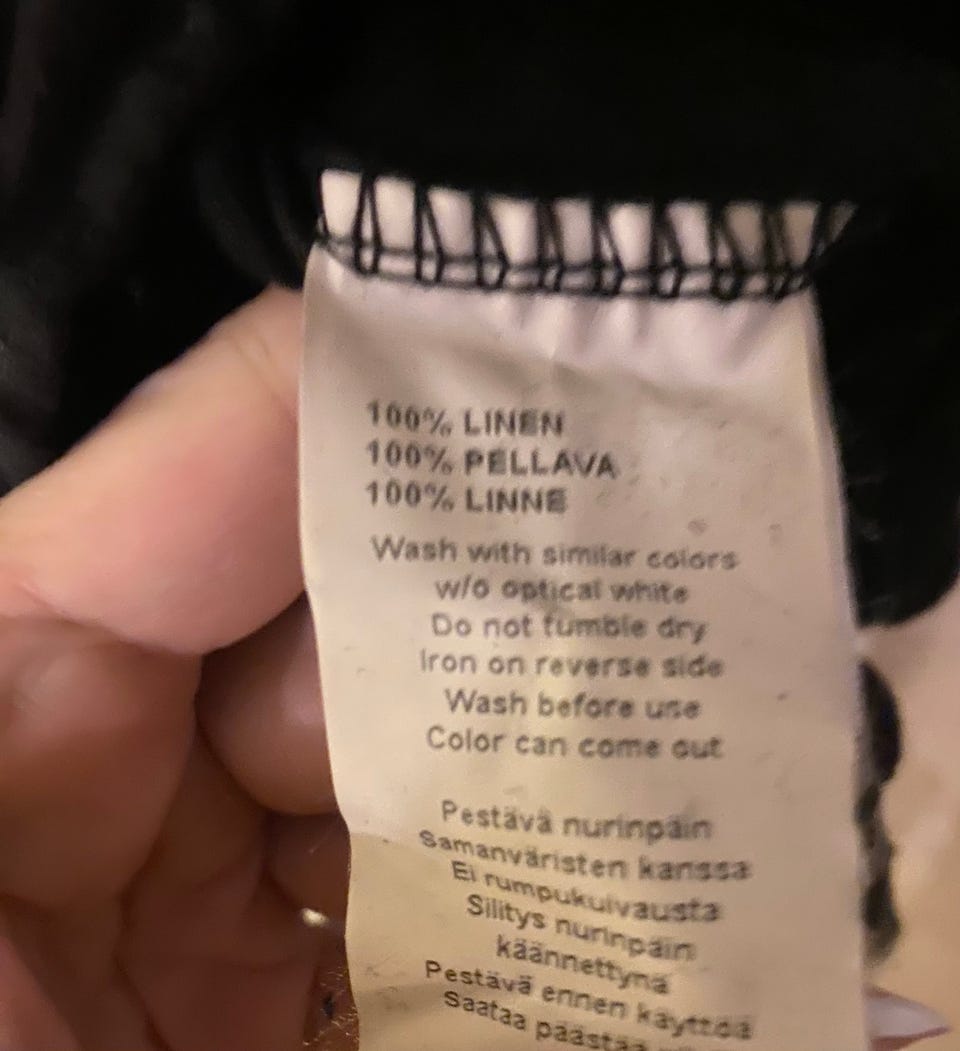 100% LINEN
100% PELLAVA
100% LINNE
Wash with similar colors
w/o optical white
Do not tumble dry
Iron on reverse side
Wash before use
Color can come out
Pestävä nurinpäin
Samanväristen kanssa
Ei rumpukuivausta
Silitys nurinpäin
käännettynä
Pestävä ennen käyttöä
Saataa päästää